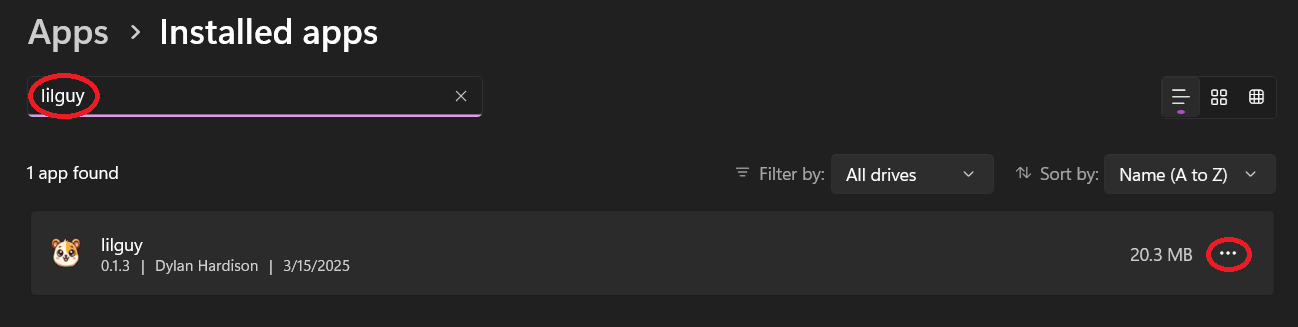 Apps > Installed apps
lilguy
1 app found
Filter by: All drives
Sort by: Name (A to Z)
lilguy
0.1.3 | Dylan Hardison | 3/15/2025
20.3 MB